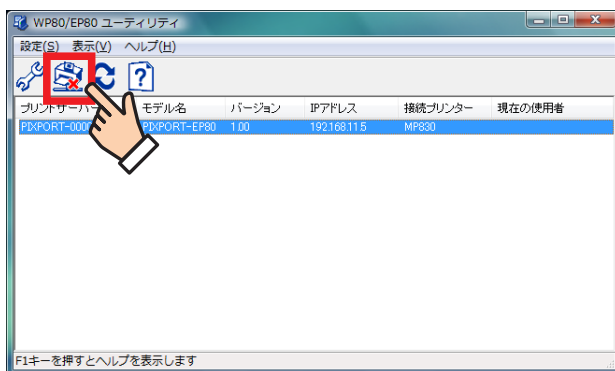 WP80/EP80 ユーティリティ
設定(S) 表示(V) ヘルプ(H)
プリントサーバー モデル名 バージョン IPアドレス 接続プリンター 現在の使用者
PIXPORT-000 PIXPORT-EP80 1.00 192.168.11.5 MP830
F1キーを押すとヘルプを表示します